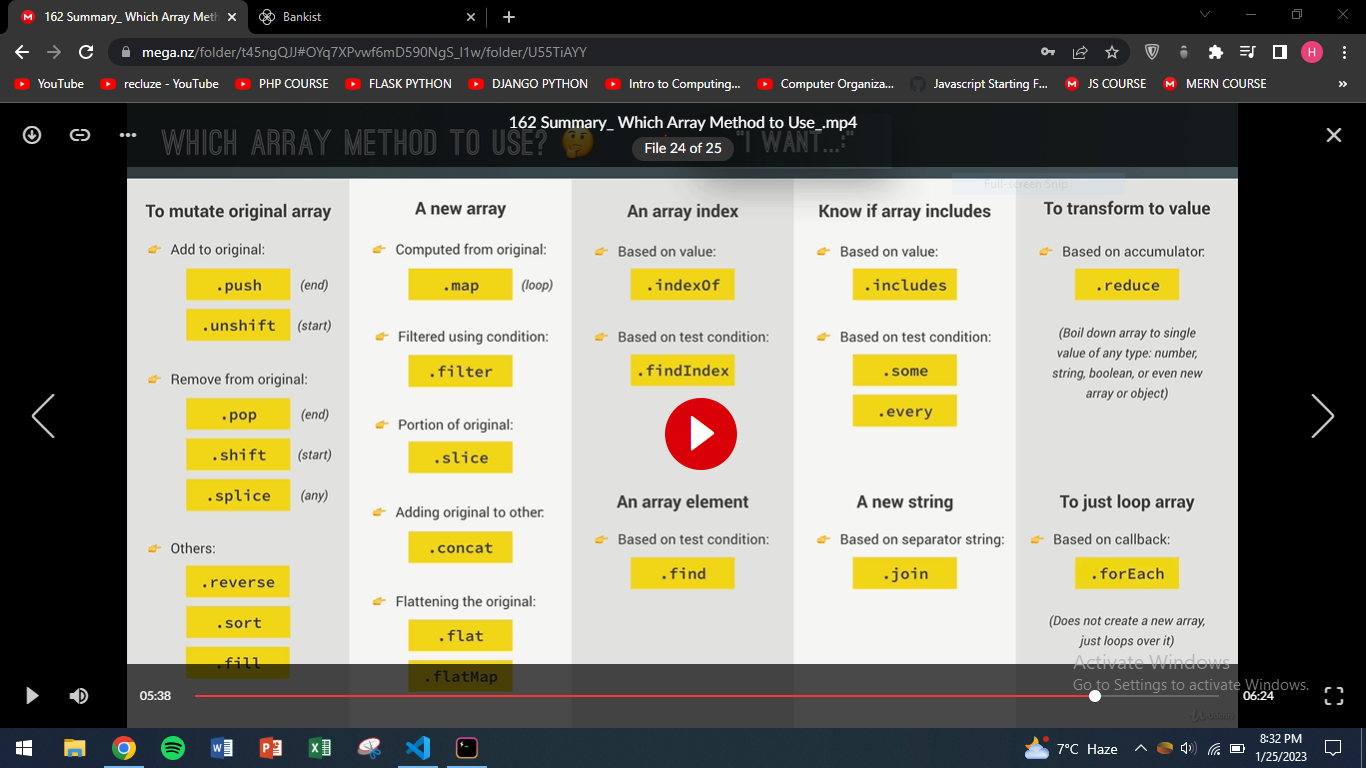 162 Summary_ Which Array Meth
Bankist
mega.nz/folder/t45ngQJJ#OYq7XPvwf6mD590NgS_I1w/folder/U55TiAYY
H
YouTube
recluze - YouTube
PHP COURSE
FLASK PYTHON
DJANGO PYTHON
Intro to Computing...
Computer Organiza...
Javascript Starting F...
JS COURSE
MERN COURSE
»
162 Summary_ Which Array Method to Use_.mp4
File 24 of 25
WHICH ARRAY METHOD TO USE? 🤔
"I WANT...:"
Full-screen Snip
To mutate original array
👉 Add to original:
.push (end)
.unshift (start)
👉 Remove from original:
.pop (end)
.shift (start)
.splice (any)
👉 Others:
.reverse
.sort
.fill
A new array
👉 Computed from original:
.map (loop)
👉 Filtered using condition:
.filter
👉 Portion of original:
.slice
👉 Adding original to other:
.concat
👉 Flattening the original:
.flat
.flatMap
An array index
👉 Based on value:
.indexOf
👉 Based on test condition:
.findIndex
An array element
👉 Based on test condition:
.find
Know if array includes
👉 Based on value:
.includes
👉 Based on test condition:
.some
.every
A new string
👉 Based on separator string:
.join
To transform to value
👉 Based on accumulator:
.reduce
(Boil down array to single
value of any type: number,
string, boolean, or even new
array or object)
To just loop array
👉 Based on callback:
.forEach
(Does not create a new array,
just loops over it)
Activate Windows
Go to Settings to activate Windows.
05:38
06:24
7°C Haze
8:32 PM
1/25/2023